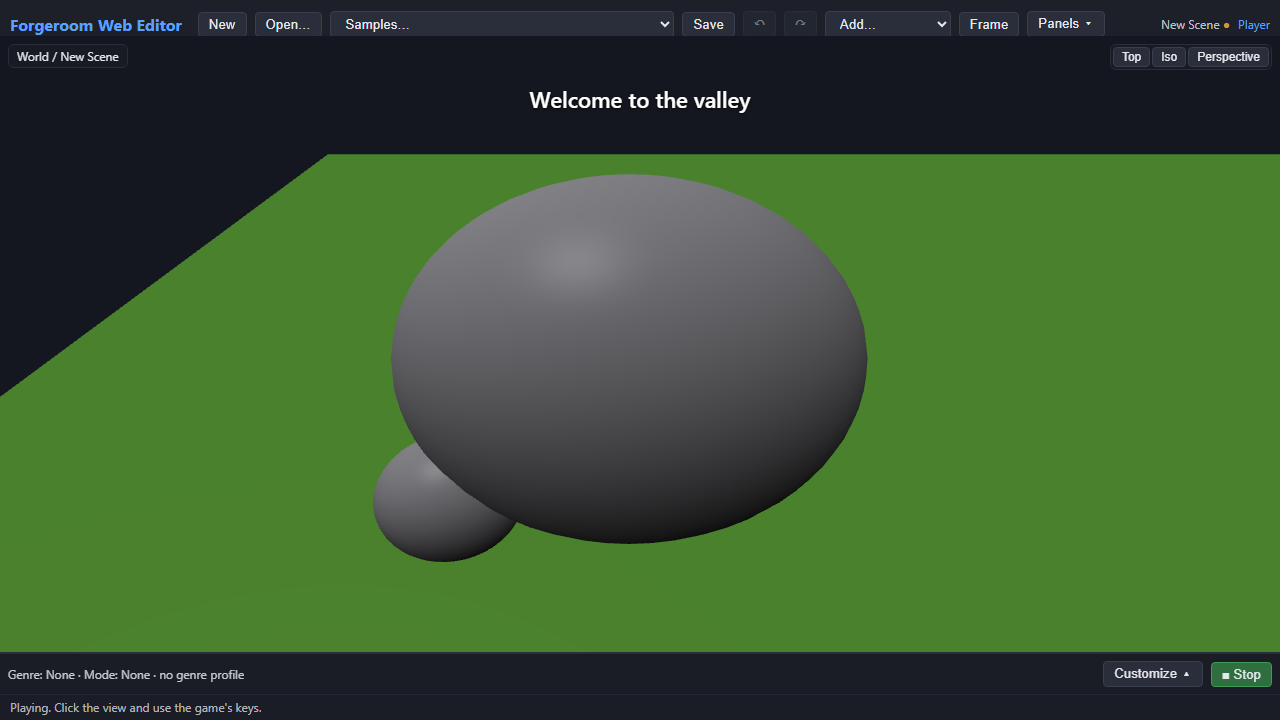 Forgeroom Web Editor New Open... Samples... Save Add... Frame Panels New Scene Player
World / New Scene Top Iso Perspective
Welcome to the valley
Genre: None · Mode: None · no genre profile Customize Stop
Playing. Click the view and use the game's keys.